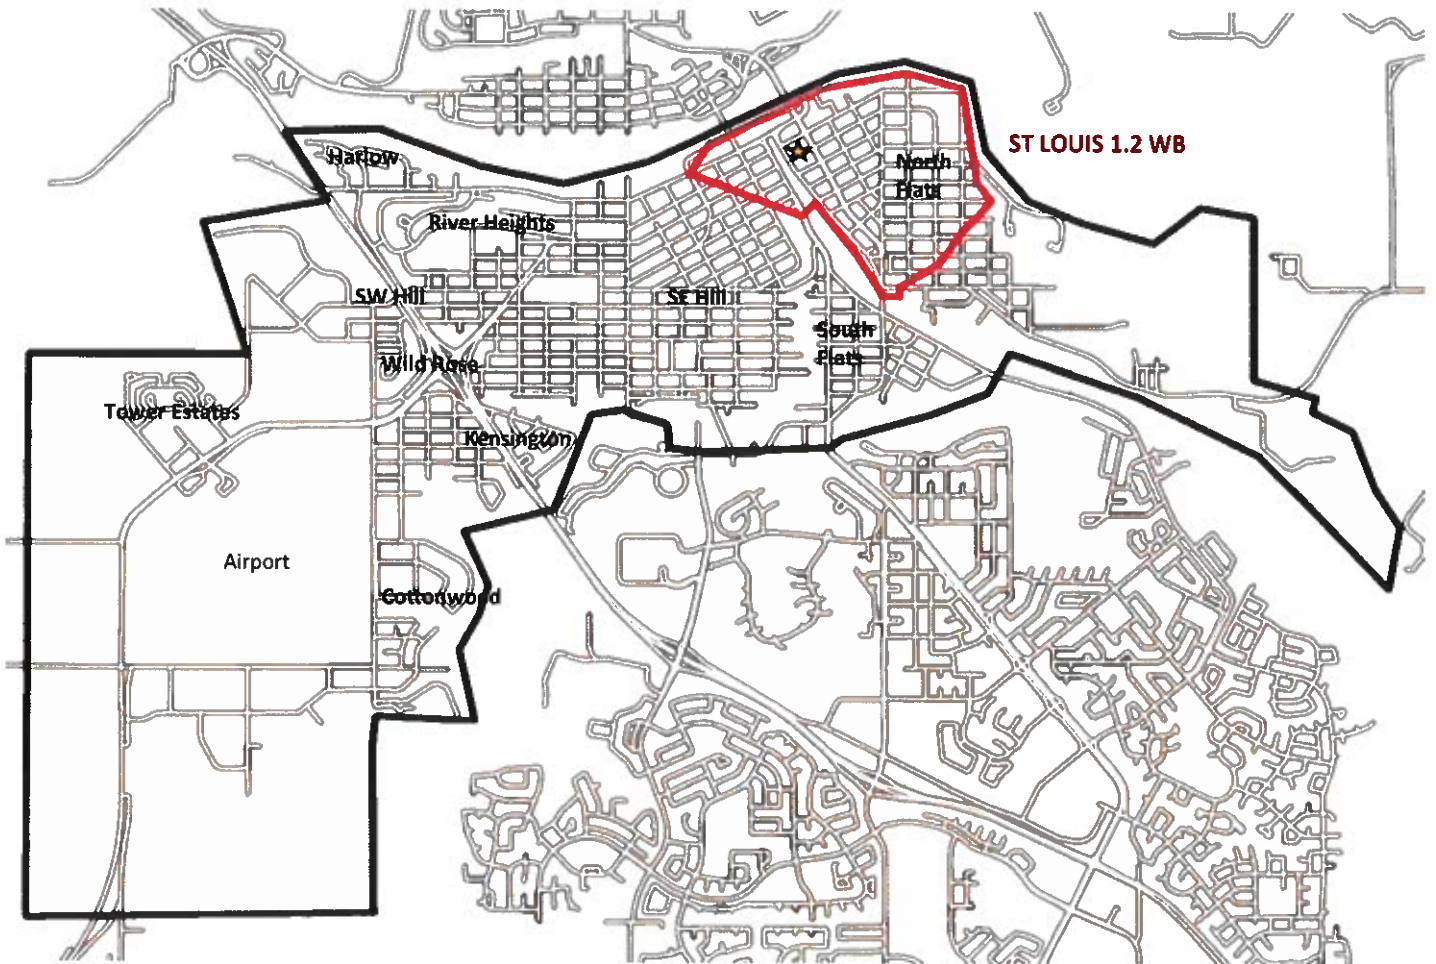 ST LOUIS 1.2 WB
Harlow
North
Flats
River Heights
SW Hill
SE Hill
South
Flats
Wild Rose
Tower Estatas
Kensington
Airport
Cottonwood